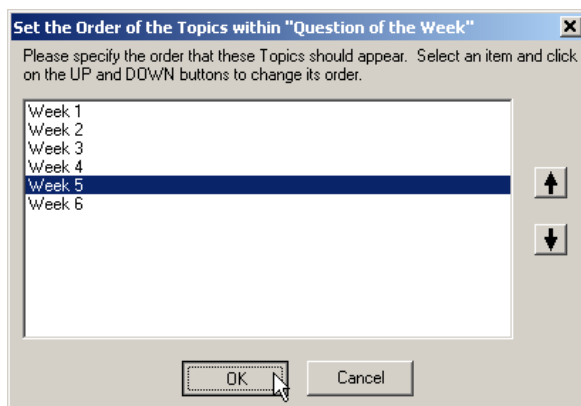 Set the Order of the Topics within "Question of the Week"
Please specify the order that these Topics should appear.  Select an item and click
on the UP and DOWN buttons to change its order.
Week 1
Week 2
Week 3
Week 4
Week 5
Week 6
OK
Cancel